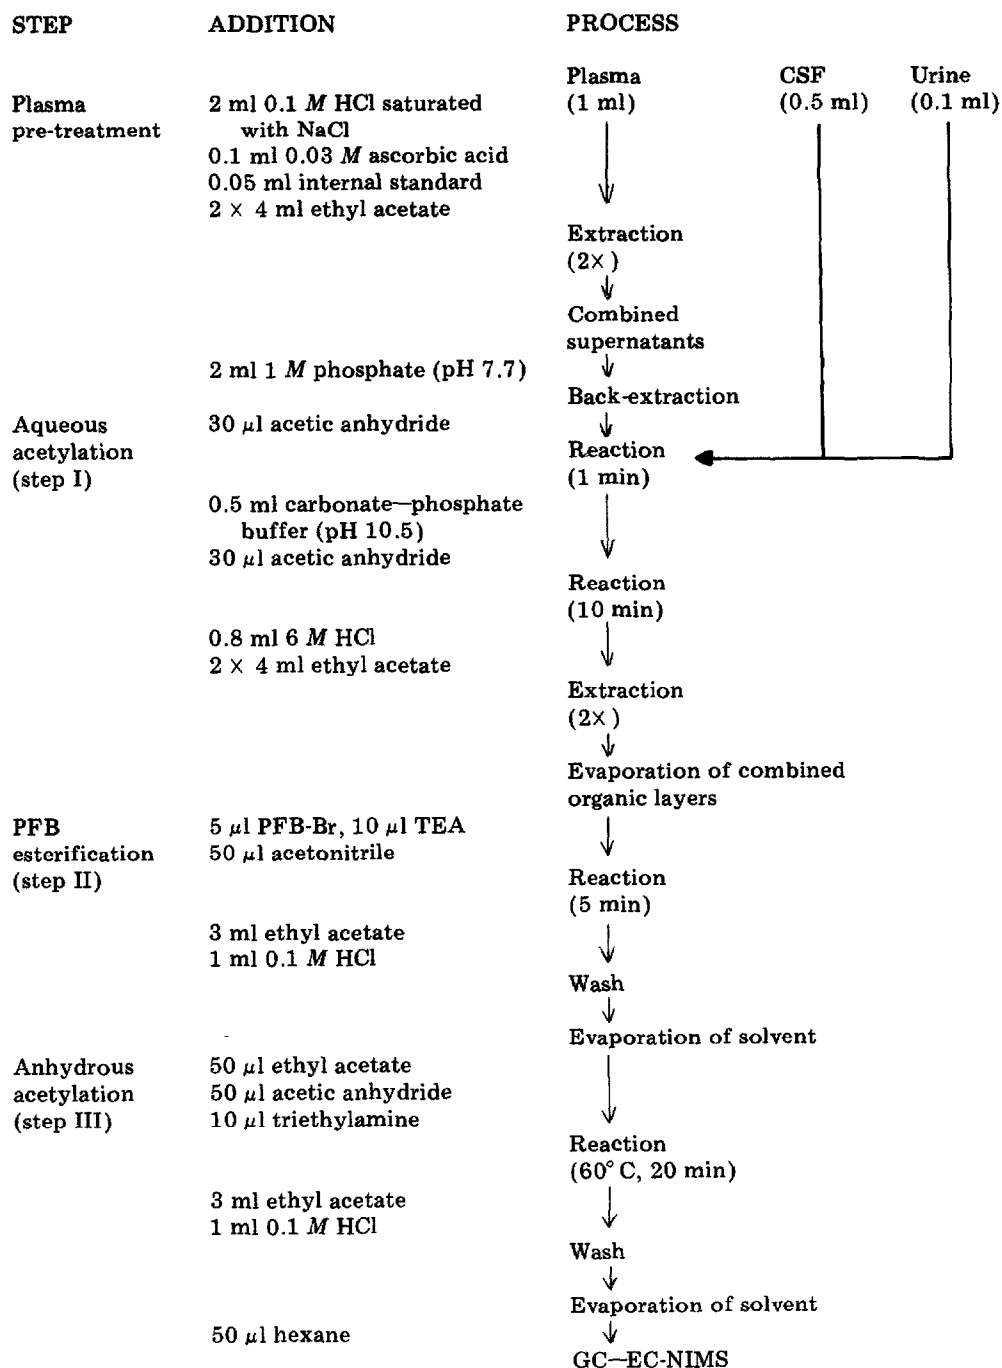 STEP ADDITION PROCESS
Plasma CSF Urine
(1 ml) (0.5 ml) (0.1 ml)
Plasma
pre-treatment
2 ml 0.1 M HCl saturated
with NaCl
0.1 ml 0.03 M ascorbic acid
0.05 ml internal standard
2 × 4 ml ethyl acetate
Extraction
(2×)
Combined
supernatants
2 ml 1 M phosphate (pH 7.7)
Back-extraction
Aqueous
acetylation
(step I)
30 μl acetic anhydride
Reaction
(1 min)
0.5 ml carbonate—phosphate
buffer (pH 10.5)
30 μl acetic anhydride
Reaction
(10 min)
0.8 ml 6 M HCl
2 × 4 ml ethyl acetate
Extraction
(2×)
Evaporation of combined
organic layers
PFB
esterification
(step II)
5 μl PFB-Br, 10 μl TEA
50 μl acetonitrile
Reaction
(5 min)
3 ml ethyl acetate
1 ml 0.1 M HCl
Wash
Evaporation of solvent
Anhydrous
acetylation
(step III)
50 μl ethyl acetate
50 μl acetic anhydride
10 μl triethylamine
Reaction
(60°C, 20 min)
3 ml ethyl acetate
1 ml 0.1 M HCl
Wash
Evaporation of solvent
50 μl hexane
GC—EC-NIMS